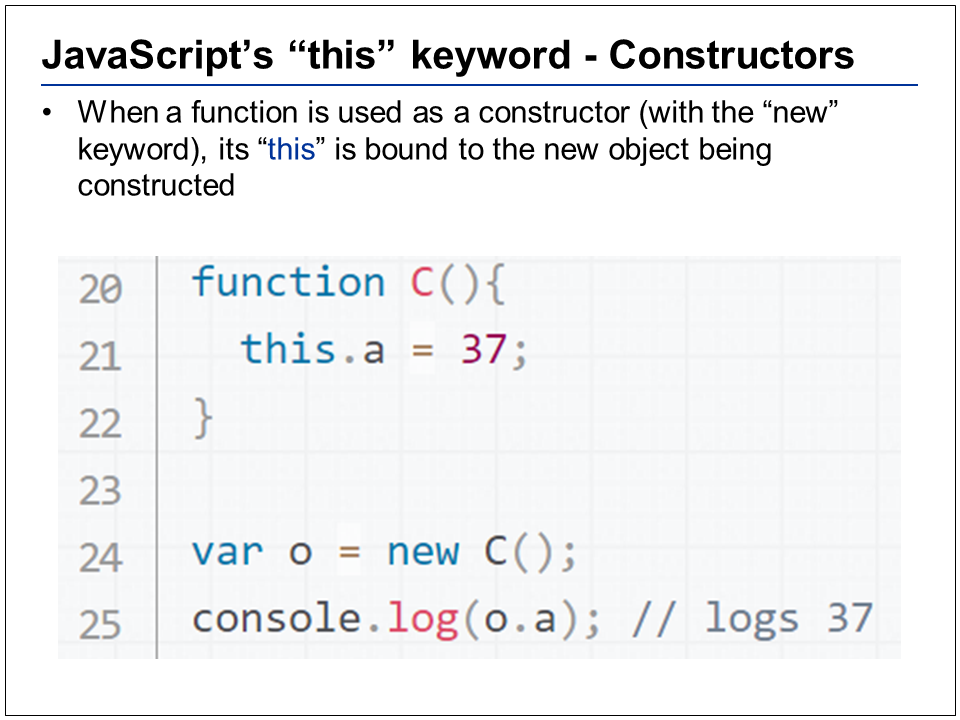 JavaScript’s “this” keyword - Constructors
• When a function is used as a constructor (with the “new”
keyword), its “this” is bound to the new object being
constructed
20 function C(){
21   this.a = 37;
22 }
23
24 var o = new C();
25 console.log(o.a); // logs 37